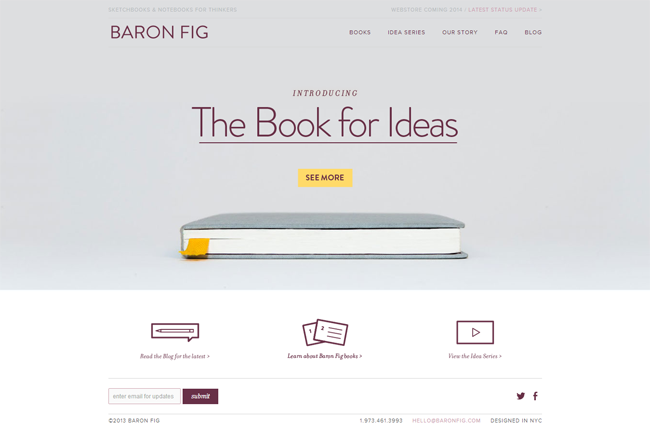 SKETCHBOOKS & NOTEBOOKS FOR THINKERS
WEBSTORE COMING 2014 / LATEST STATUS UPDATE >
BARON FIG
BOOKS IDEA SERIES OUR STORY FAQ BLOG
INTRODUCING
The Book for Ideas
SEE MORE
1 2
Read the Blog for the latest >
Learn about Baron Fig books >
View the Idea Series >
enter email for updates submit
©2013 BARON FIG
1.973.461.3993 HELLO@BARONFIG.COM DESIGNED IN NYC